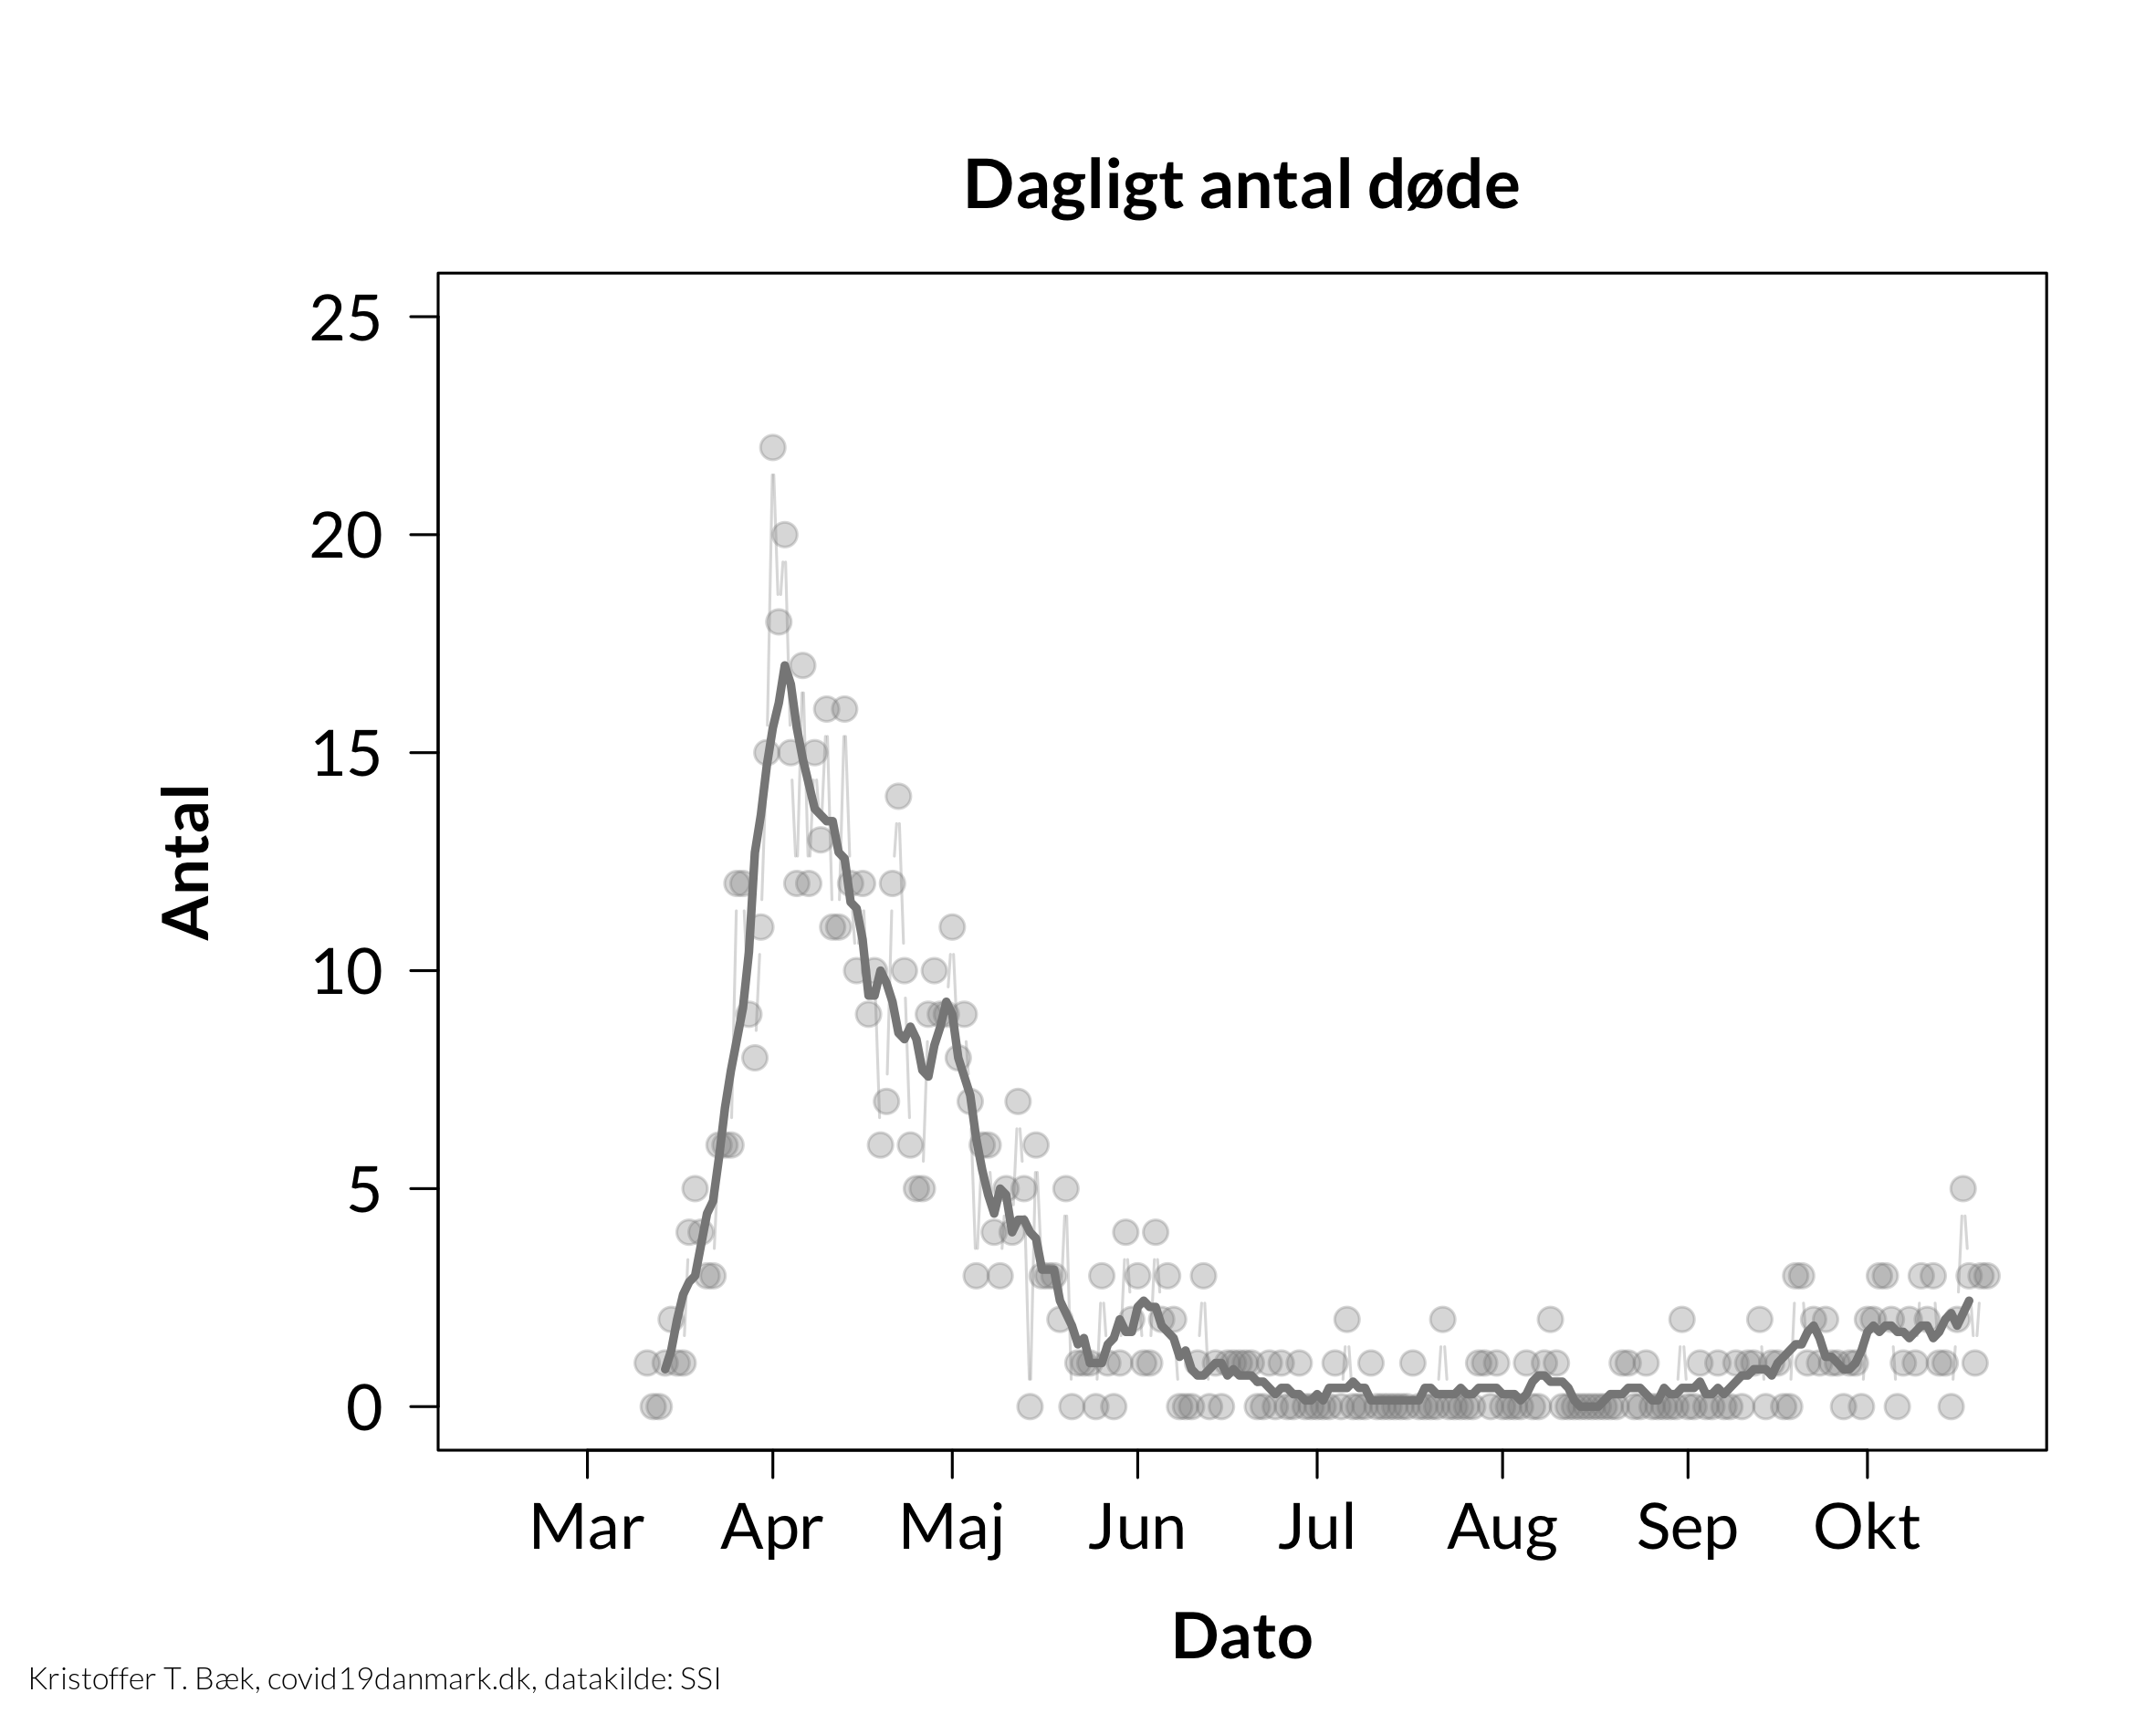 Dagligt antal døde
Antal
25
20
15
10
5
0
Mar Apr Maj Jun Jul Aug Sep Okt
Dato
Kristoffer T. Bæk, covid19danmark.dk, datakilde: SSI